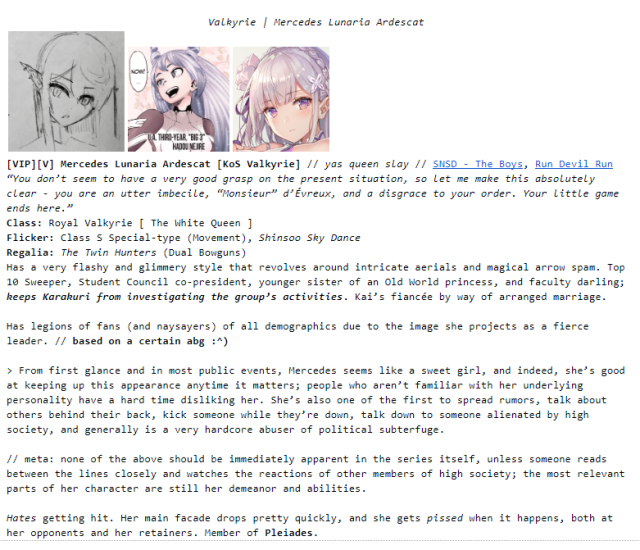 Valkyrie | Mercedes Lunaria Ardescat
NOW!
U.A. THIRD-YEAR, "BIG 3"
HADOU NEJIRE
[VIP][V] Mercedes Lunaria Ardescat [KoS Valkyrie] // yas queen slay // SNSD - The Boys, Run Devil Run
“You don’t seem to have a very good grasp on the present situation, so let me make this absolutely
clear - you are an utter imbecile, “Monsieur” d’Évreux, and a disgrace to your order. Your little game
ends here.”
Class: Royal Valkyrie [ The White Queen ]
Flicker: Class S Special-type (Movement), Shinsoo Sky Dance
Regalia: The Twin Hunters (Dual Bowguns)
Has a very flashy and glimmery style that revolves around intricate aerials and magical arrow spam. Top
10 Sweeper, Student Council co-president, younger sister of an Old World princess, and faculty darling;
keeps Karakuri from investigating the group’s activities. Kai’s fiancée by way of arranged marriage.
Has legions of fans (and naysayers) of all demographics due to the image she projects as a fierce
leader. // based on a certain abg :^)
> From first glance and in most public events, Mercedes seems like a sweet girl, and indeed, she’s good
at keeping up this appearance anytime it matters; people who aren’t familiar with her underlying
personality have a hard time disliking her. She’s also one of the first to spread rumors, talk about
others behind their back, kick someone while they’re down, talk down to someone alienated by high
society, and generally is a very hardcore abuser of political subterfuge.
// meta: none of the above should be immediately apparent in the series itself, unless someone reads
between the lines closely and watches the reactions of other members of high society; the most relevant
parts of her character are still her demeanor and abilities.
Hates getting hit. Her main facade drops pretty quickly, and she gets pissed when it happens, both at
her opponents and her retainers. Member of Pleiades.